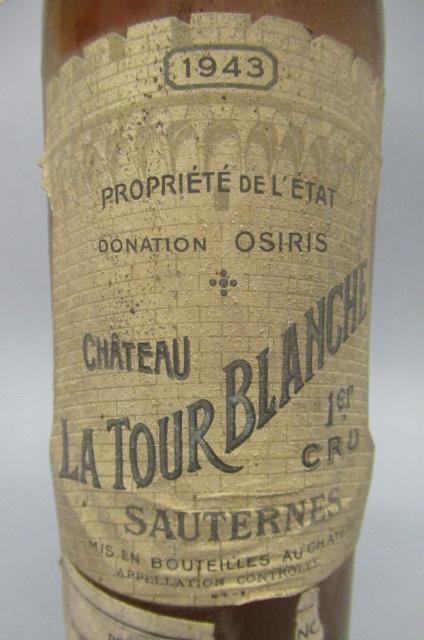 1943
PROPRIÉTÉ DE L'ÉTAT
DONATION OSIRIS
CHÂTEAU
LA TOUR BLANCHE
1er
CRU
SAUTERNES
MIS EN BOUTEILLES AU CHÂTEAU
APPELLATION CONTRÔLÉE